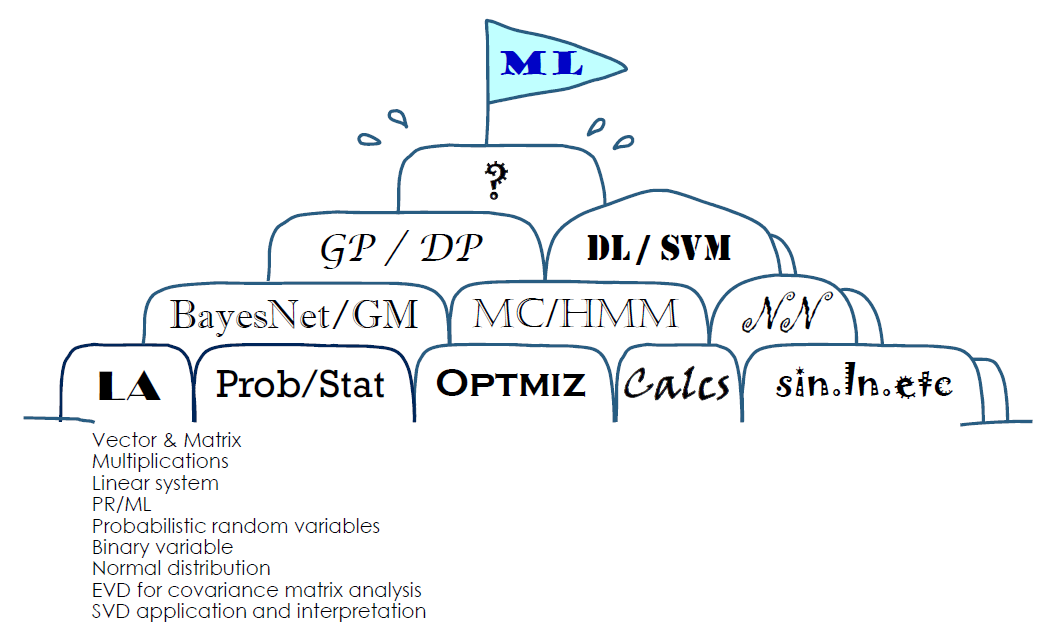 ML
?
GP / DP DL / SVM
BayesNet/GM MC/HMM NN
LA Prob/Stat OPTMIZ Calcs sin.ln.etc
Vector & Matrix
Multiplications
Linear system
PR/ML
Probabilistic random variables
Binary variable
Normal distribution
EVD for covariance matrix analysis
SVD application and interpretation